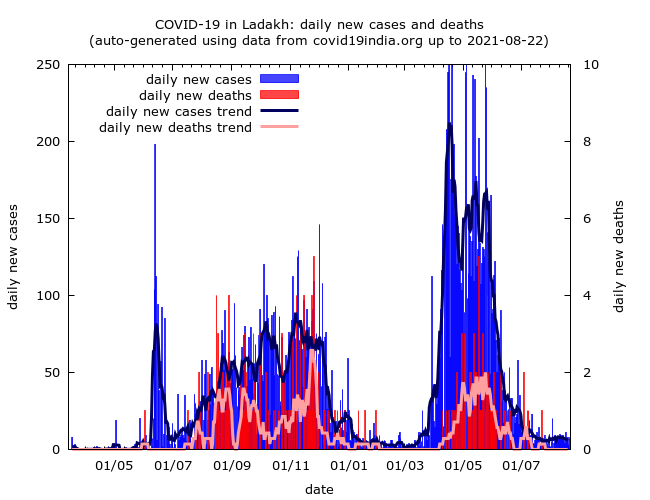 COVID-19 in Ladakh: daily new cases and deaths
(auto-generated using data from covid19india.org up to 2021-08-22)
250
200
150
100
50
0
10
8
6
4
2
0
daily new cases
daily new deaths
daily new cases trend
daily new deaths trend
daily new cases
daily new deaths
01/05
01/07
01/09
01/11
01/01
01/03
01/05
01/07
date